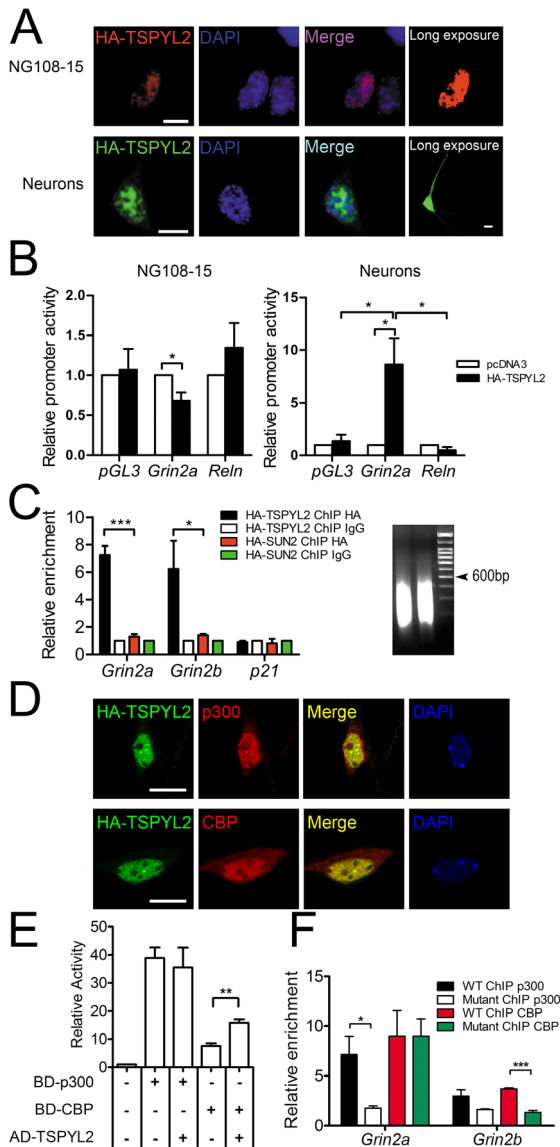 A
HA-TSPYL2 DAPI Merge Long exposure
NG108-15
HA-TSPYL2 DAPI Merge Long exposure
Neurons
B
NG108-15
Relative promoter activity
2.0
1.5
1.0
0.5
0.0
*
pGL3 Grin2a Reln
Neurons
Relative promoter activity
15
10
5
0
* *
*
pcDNA3
HA-TSPYL2
pGL3 Grin2a Reln
C
Relative enrichment
10
8
6
4
2
0
*** *
HA-TSPYL2 ChIP HA
HA-TSPYL2 ChIP IgG
HA-SUN2 ChIP HA
HA-SUN2 ChIP IgG
Grin2a Grin2b p21
600bp
D
HA-TSPYL2 p300 Merge DAPI
HA-TSPYL2 CBP Merge DAPI
E
Relative Activity
50
40
30
20
10
0
**
BD-p300 - + + - -
BD-CBP - - - + +
AD-TSPYL2 - - + - +
F
Relative enrichment
15
10
5
0
* ***
WT ChIP p300
Mutant ChIP p300
WT ChIP CBP
Mutant ChIP CBP
Grin2a Grin2b